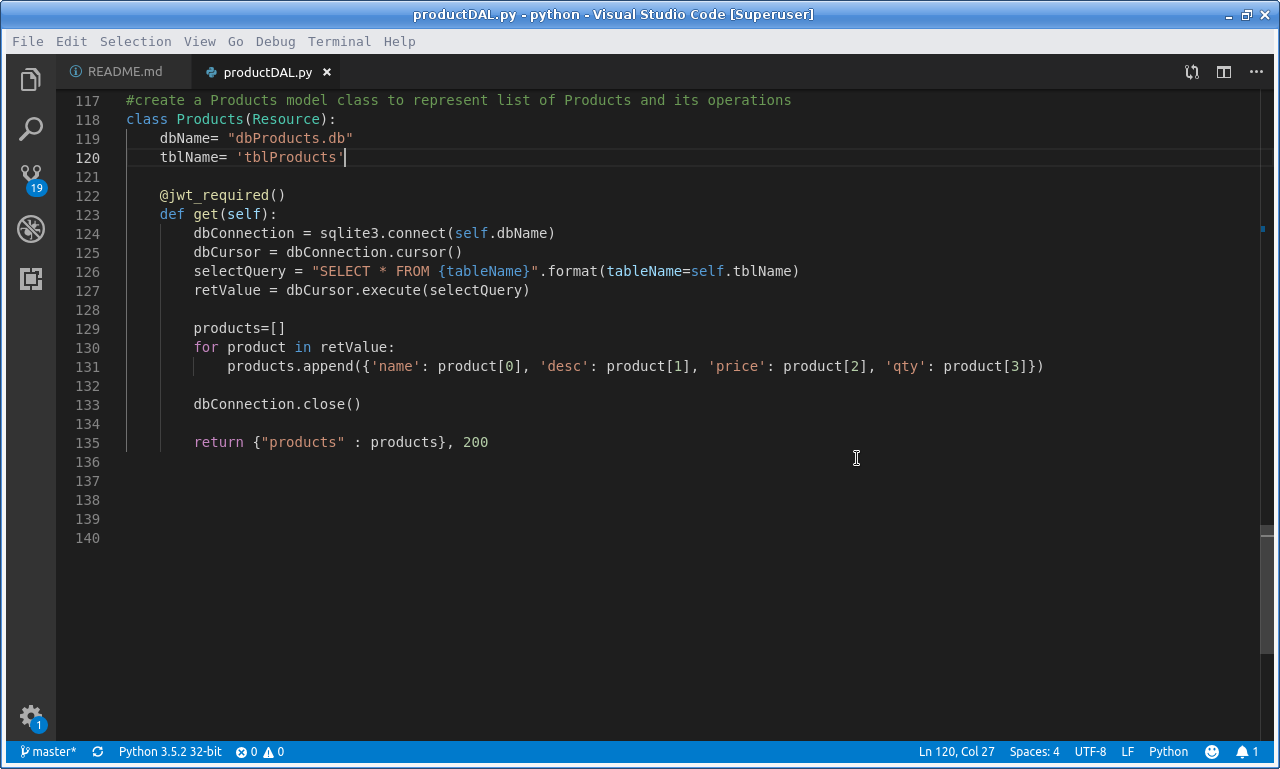 productDAL.py - python - Visual Studio Code [Superuser]
File Edit Selection View Go Debug Terminal Help
README.md productDAL.py
117 #create a Products model class to represent list of Products and its operations
118 class Products(Resource):
119     dbName= "dbProducts.db"
120     tblName= 'tblProducts'
121
122     @jwt_required()
123     def get(self):
124         dbConnection = sqlite3.connect(self.dbName)
125         dbCursor = dbConnection.cursor()
126         selectQuery = "SELECT * FROM {tableName}".format(tableName=self.tblName)
127         retValue = dbCursor.execute(selectQuery)
128
129         products=[]
130         for product in retValue:
131             products.append({'name': product[0], 'desc': product[1], 'price': product[2], 'qty': product[3]})
132
133         dbConnection.close()
134
135         return {"products" : products}, 200
136
137
138
139
140
19
1
master* Python 3.5.2 32-bit 0 0 Ln 120, Col 27 Spaces: 4 UTF-8 LF Python 1